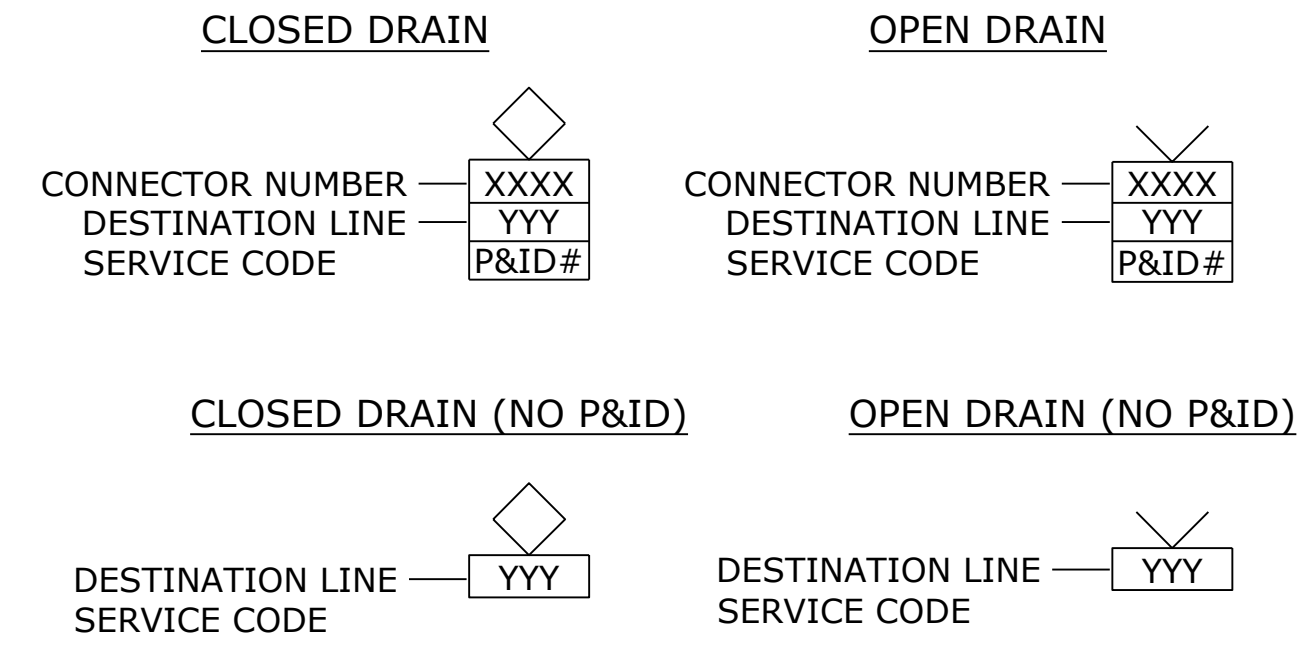 CLOSED DRAIN
CONNECTOR NUMBER
DESTINATION LINE
SERVICE CODE
XXXX
YYY
P&ID#
OPEN DRAIN
CONNECTOR NUMBER
DESTINATION LINE
SERVICE CODE
XXXX
YYY
P&ID#
CLOSED DRAIN (NO P&ID)
DESTINATION LINE
SERVICE CODE
YYY
OPEN DRAIN (NO P&ID)
DESTINATION LINE
SERVICE CODE
YYY